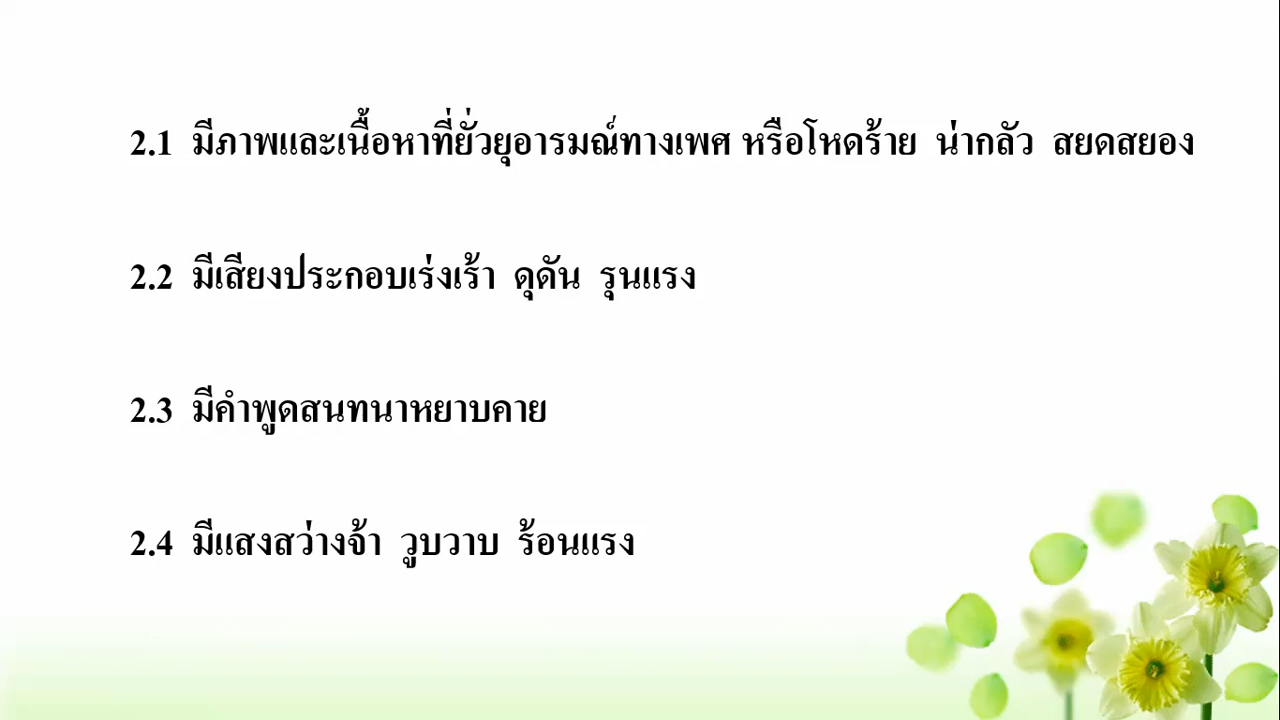 2.1 มีภาพและเนื้อหาที่ยั่วยุอารมณ์ทางเพศ หรือโหดร้าย น่ากลัว สยดสยอง
2.2 มีเสียงประกอบเร่งเร้า ดุดัน รุนแรง
2.3 มีคำพูดสนทนาหยาบคาย
2.4 มีแสงสว่างจ้า วูบวาบ ร้อนแรง